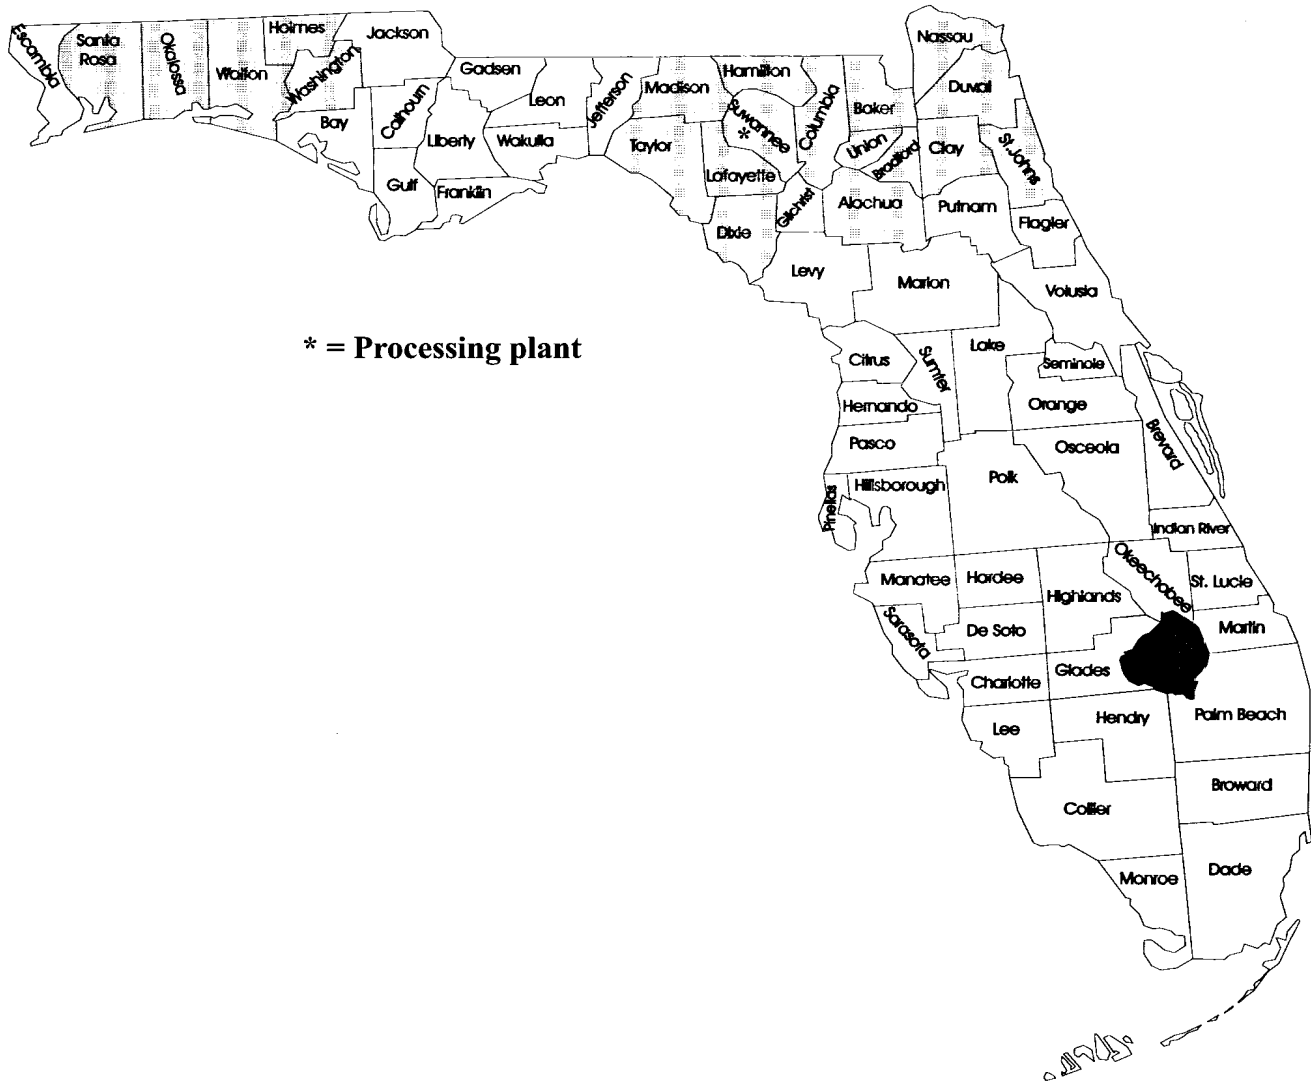 Escambia
Santa
Rosa
Okaloosa
Walton
Holmes
Washington
Jackson
Bay
Calhoun
Gulf
Liberty
Gadsen
Leon
Wakulla
Franklin
Jefferson
Madison
Taylor
Hamilton
Suwannee
*
Lafayette
Dixie
Columbia
Gilchrist
Baker
Union
Bradford
Alachua
Nassau
Duval
Clay
St. Johns
Putnam
Flagler
Levy
Marion
Volusia
* = Processing plant
Citrus
Sumter
Lake
Seminole
Hernando
Orange
Pasco
Osceola
Brevard
Pinellas
Hillsborough
Polk
Indian River
Manatee
Hardee
Highlands
Okeechobee
St. Lucie
Sarasota
De Soto
Martin
Charlotte
Glades
Lee
Hendry
Palm Beach
Collier
Broward
Monroe
Dade